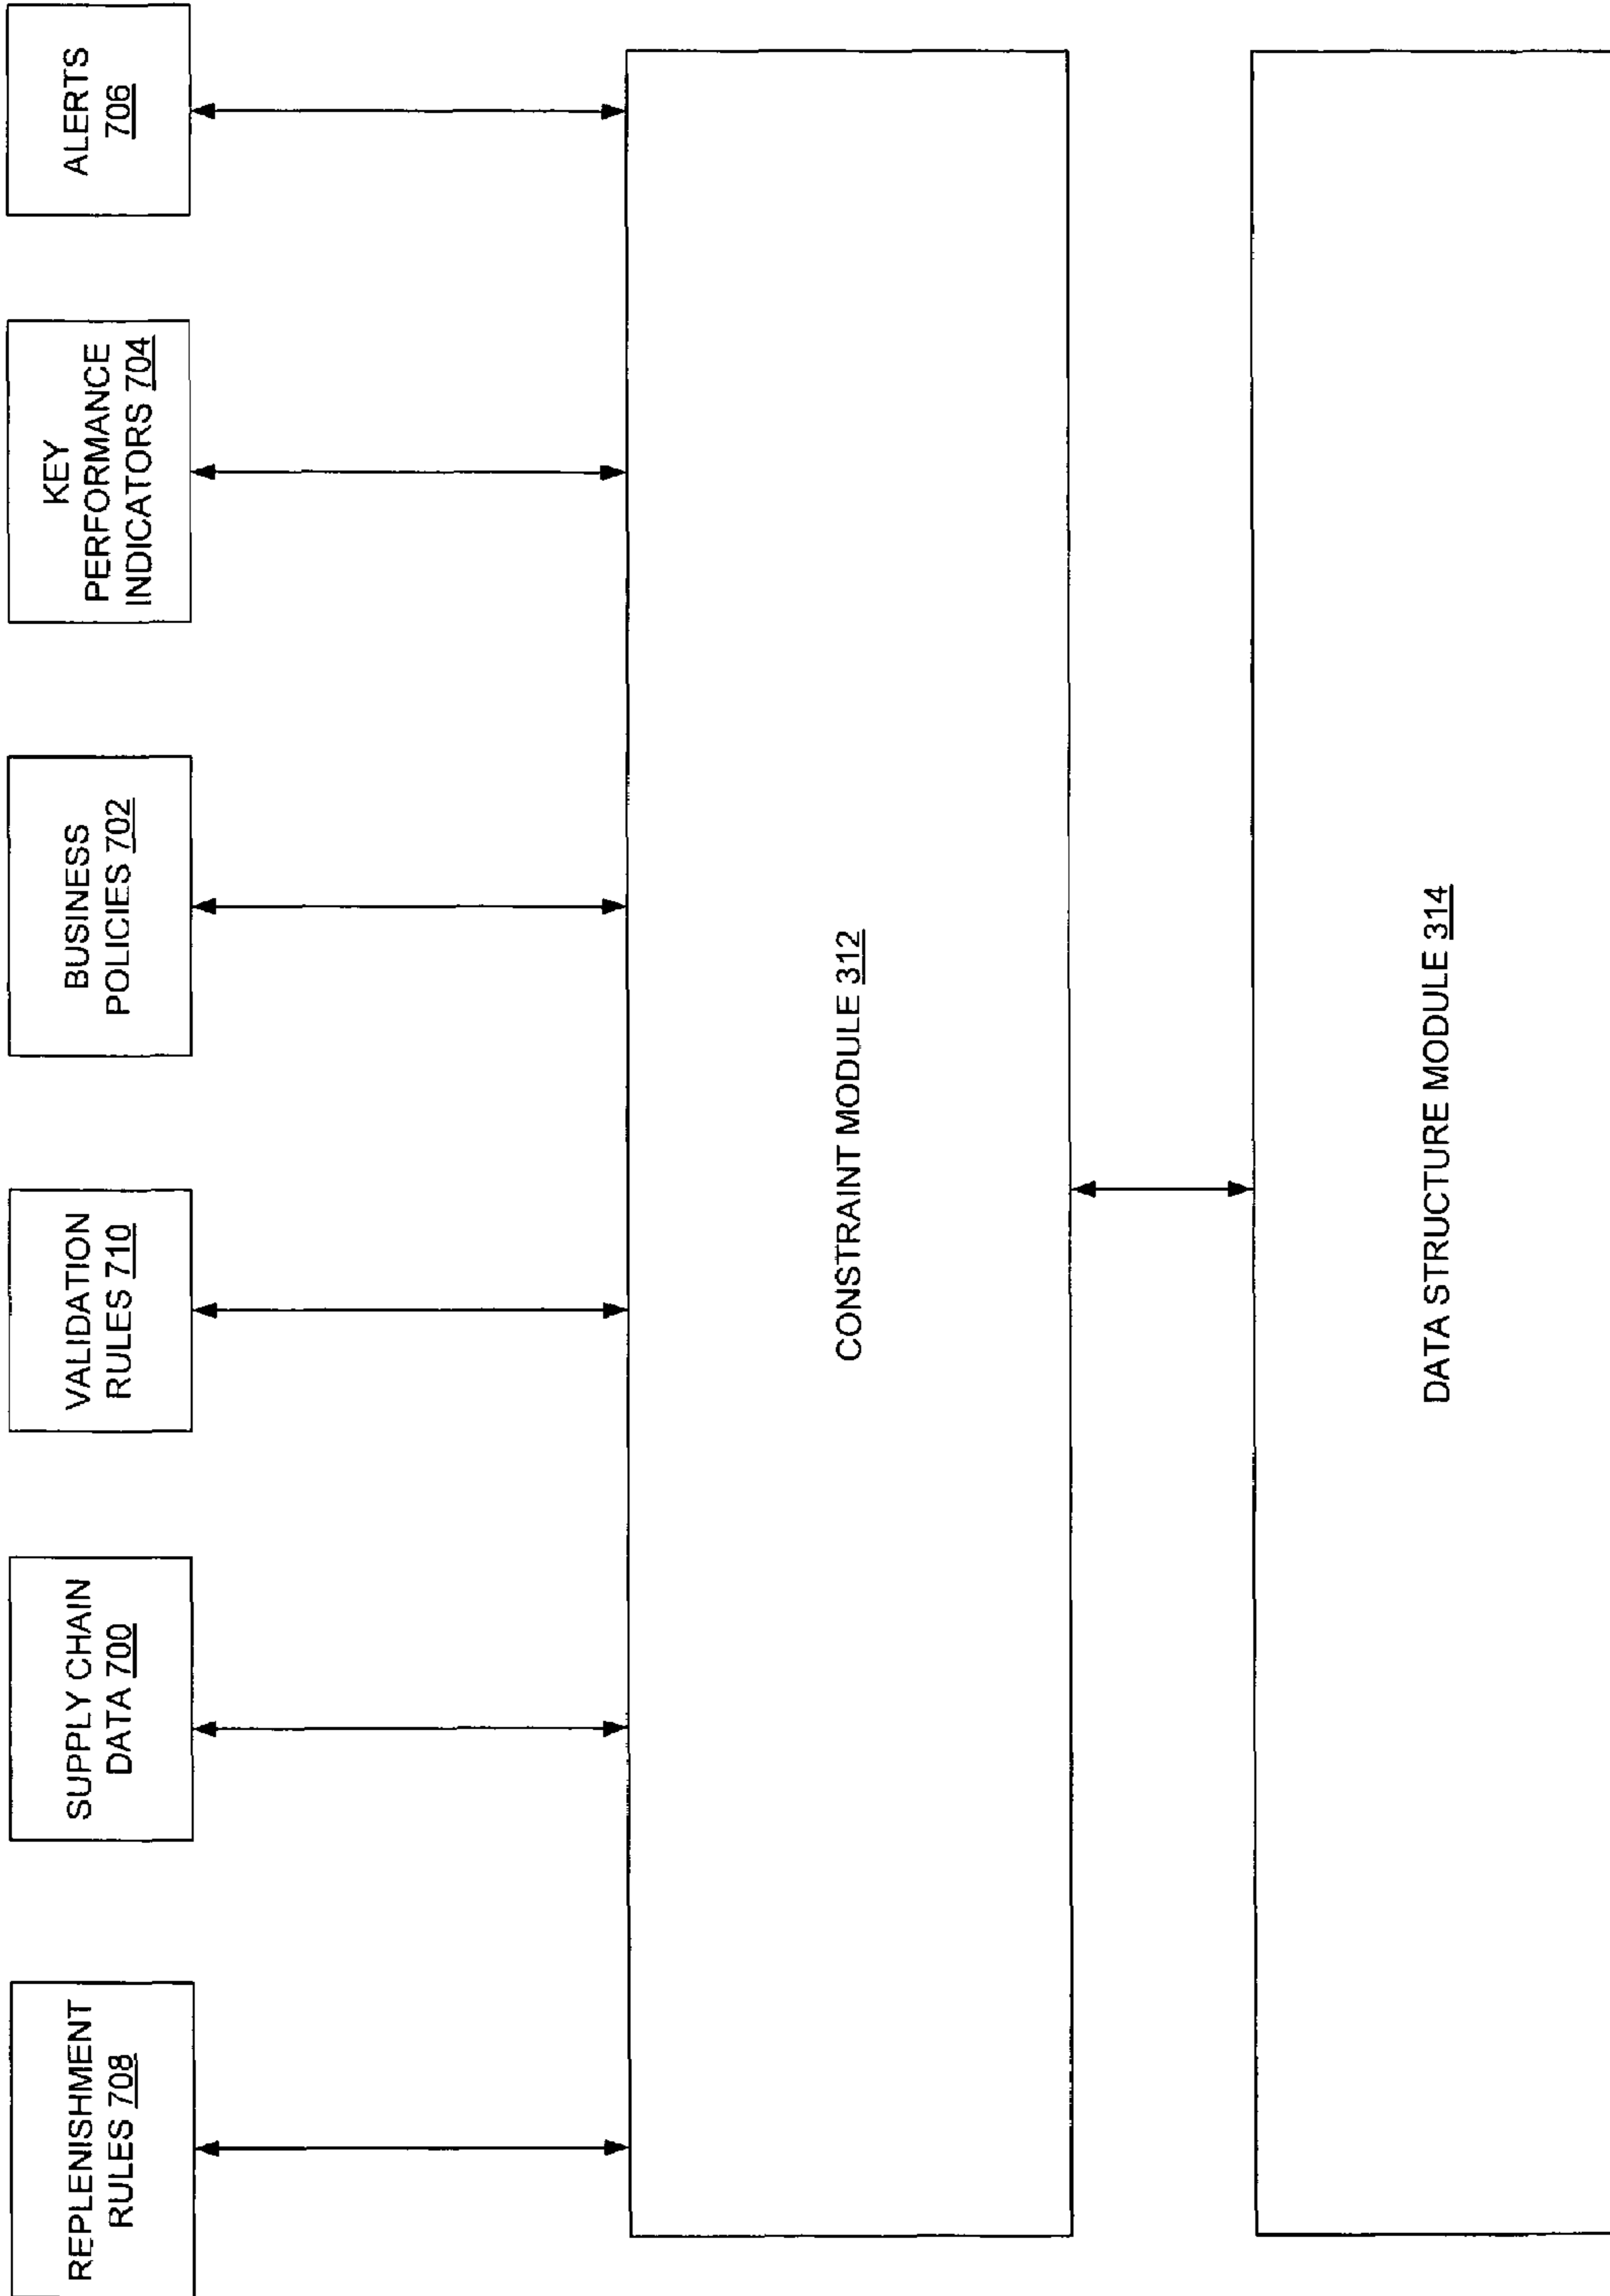 REPLENISHMENT
RULES 708
SUPPLY CHAIN
DATA 700
VALIDATION
RULES 710
BUSINESS
POLICIES 702
KEY
PERFORMANCE
INDICATORS 704
ALERTS
706
CONSTRAINT MODULE 312
DATA STRUCTURE MODULE 314